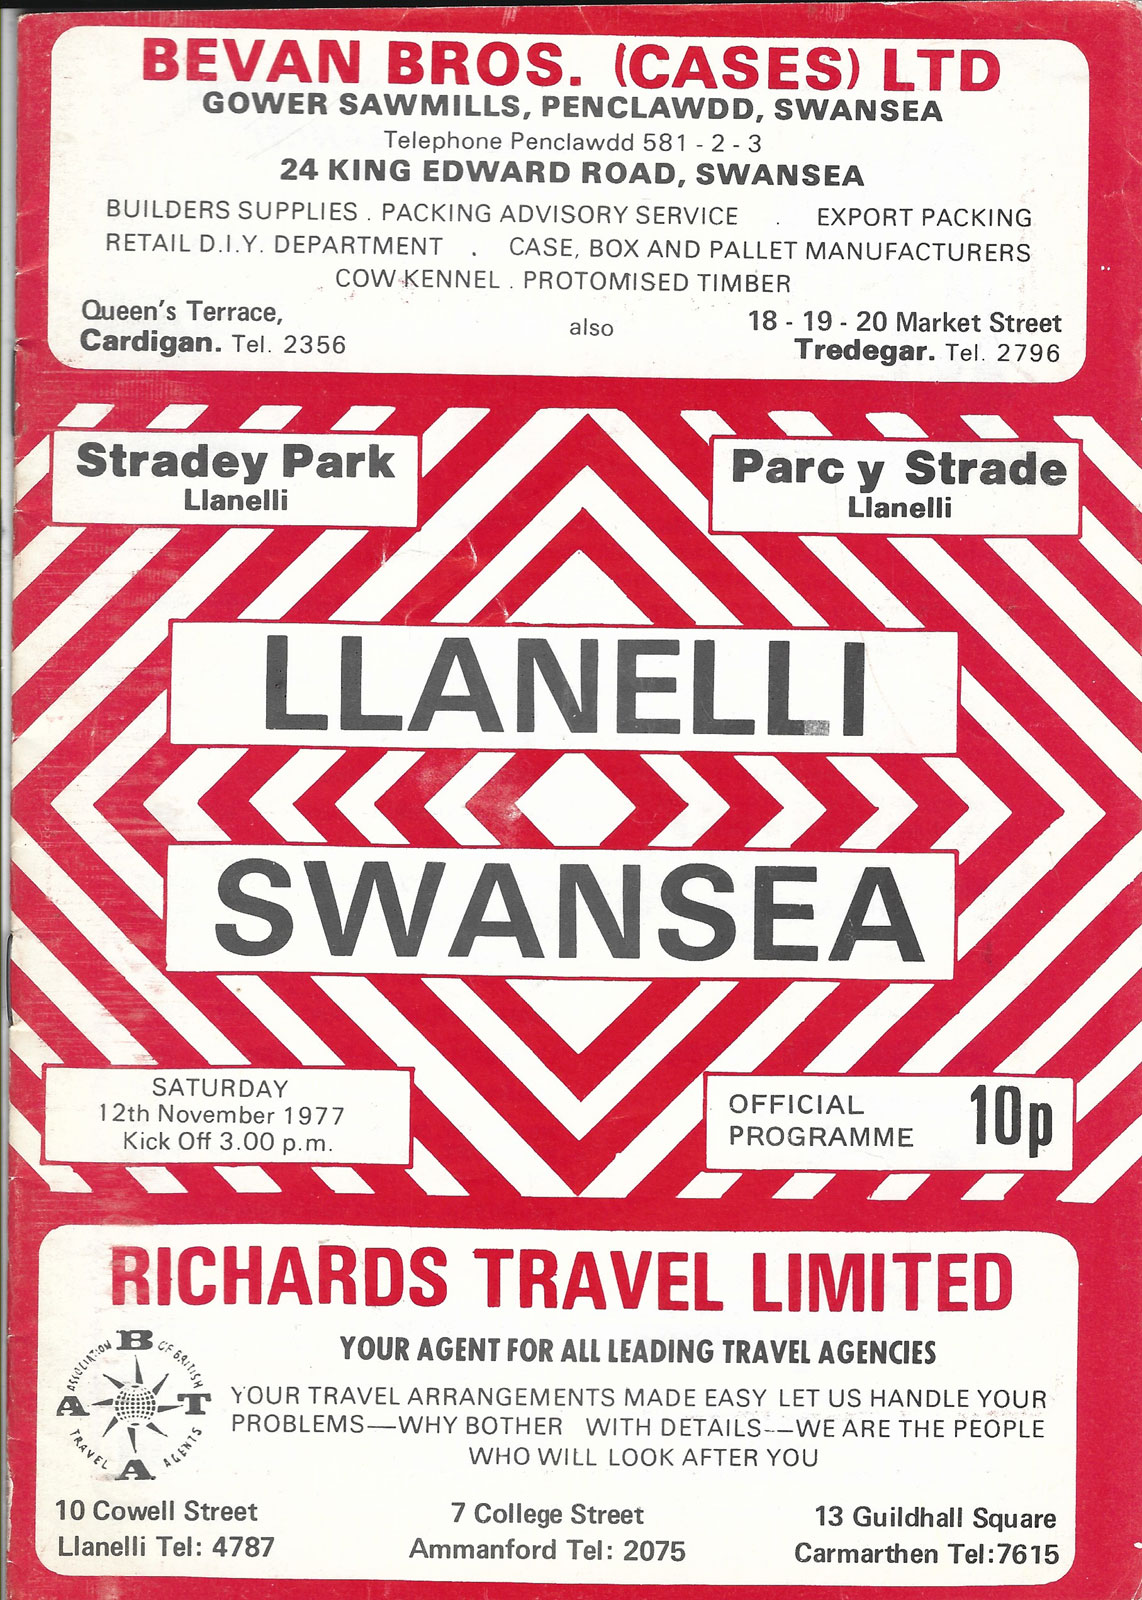 BEVAN BROS. (CASES) LTD
GOWER SAWMILLS, PENCLAWDD, SWANSEA
Telephone Penclawdd 581 - 2 - 3
24 KING EDWARD ROAD, SWANSEA
BUILDERS SUPPLIES . PACKING ADVISORY SERVICE . EXPORT PACKING
RETAIL D.I.Y. DEPARTMENT . CASE, BOX AND PALLET MANUFACTURERS
COW KENNEL . PROTOMISED TIMBER
Queen's Terrace,
Cardigan. Tel. 2356
also
18 - 19 - 20 Market Street
Tredegar. Tel. 2796
Stradey Park
Llanelli
Parc y Strade
Llanelli
LLANELLI
SWANSEA
SATURDAY
12th November 1977
Kick Off 3.00 p.m.
OFFICIAL
PROGRAMME
10p
RICHARDS TRAVEL LIMITED
YOUR AGENT FOR ALL LEADING TRAVEL AGENCIES
ASSOCIATION OF BRITISH
TRAVEL AGENTS
A B T A
YOUR TRAVEL ARRANGEMENTS MADE EASY LET US HANDLE YOUR
PROBLEMS—WHY BOTHER WITH DETAILS--WE ARE THE PEOPLE
WHO WILL LOOK AFTER YOU
10 Cowell Street
Llanelli Tel: 4787
7 College Street
Ammanford Tel: 2075
13 Guildhall Square
Carmarthen Tel:7615